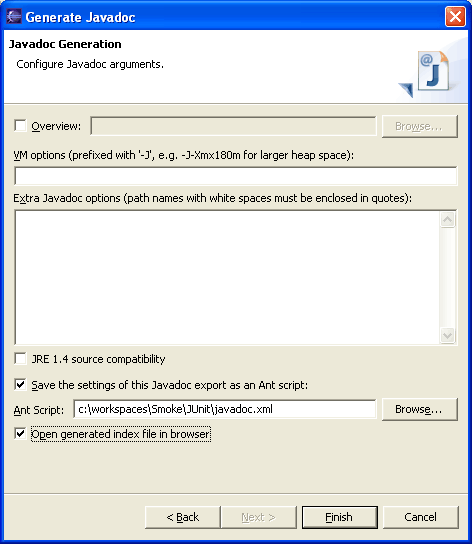 Generate Javadoc
Javadoc Generation
Configure Javadoc arguments.
@
J
Overview:
Browse...
VM options (prefixed with '-J', e.g. -J-Xmx180m for larger heap space):
Extra Javadoc options (path names with white spaces must be enclosed in quotes):
JRE 1.4 source compatibility
Save the settings of this Javadoc export as an Ant script:
Ant Script: c:\workspaces\Smoke\JUnit\javadoc.xml Browse...
Open generated index file in browser
< Back Next > Finish Cancel